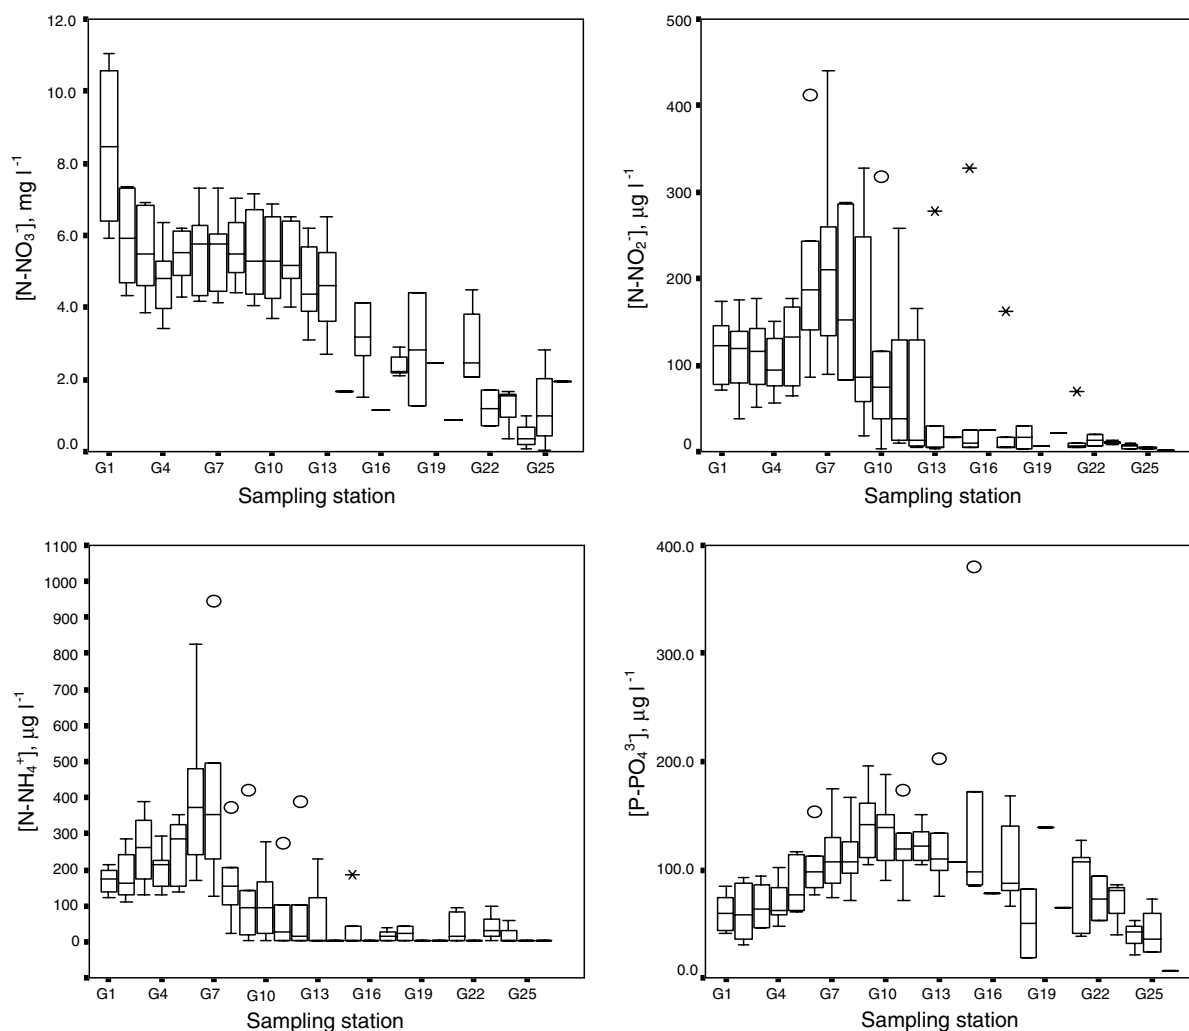 12.0
10.0
8.0
6.0
4.0
2.0
0.0
[N-NO₃⁻], mg l⁻¹
G1 G4 G7 G10 G13 G16 G19 G22 G25
Sampling station
500
400
300
200
100
0
[N-NO₂⁻], µg l⁻¹
G1 G4 G7 G10 G13 G16 G19 G22 G25
Sampling station
1100
1000
900
800
700
600
500
400
300
200
100
0
[N-NH₄⁺], µg l⁻¹
G1 G4 G7 G10 G13 G16 G19 G22 G25
Sampling station
400.0
300.0
200.0
100.0
0.0
[P-PO₄³⁻], µg l⁻¹
G1 G4 G7 G10 G13 G16 G19 G22 G25
Sampling station